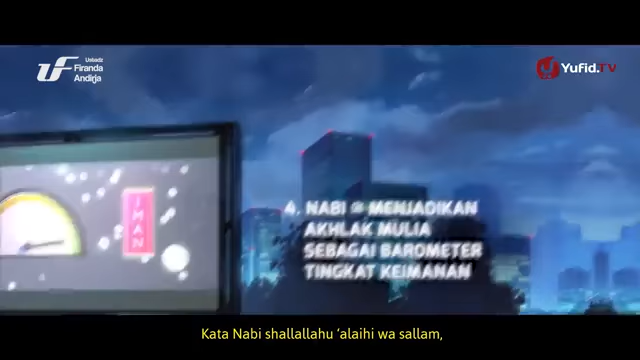 Ustadz
Firanda
Andirja
Yufid.TV
IMAN
4. NABI ﷺ MENJADIKAN
AKHLAK MULIA
SEBAGAI BAROMETER
TINGKAT KEIMANAN
Kata Nabi shallallahu ‘alaihi wa sallam,